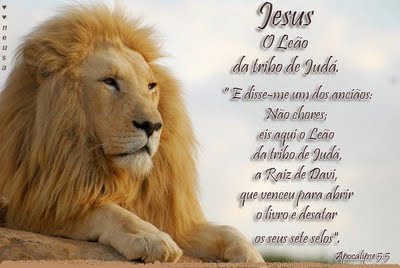 Jesus
O Leão
da tribo de Judá.
"E disse-me um dos anciãos:
Não chores;
eis aqui o Leão
da tribo de Judá,
a Raiz de Davi,
que venceu para abrir
o livro e desatar
os seus sete selos".
Apocalipse 5:5
♥♥neusa